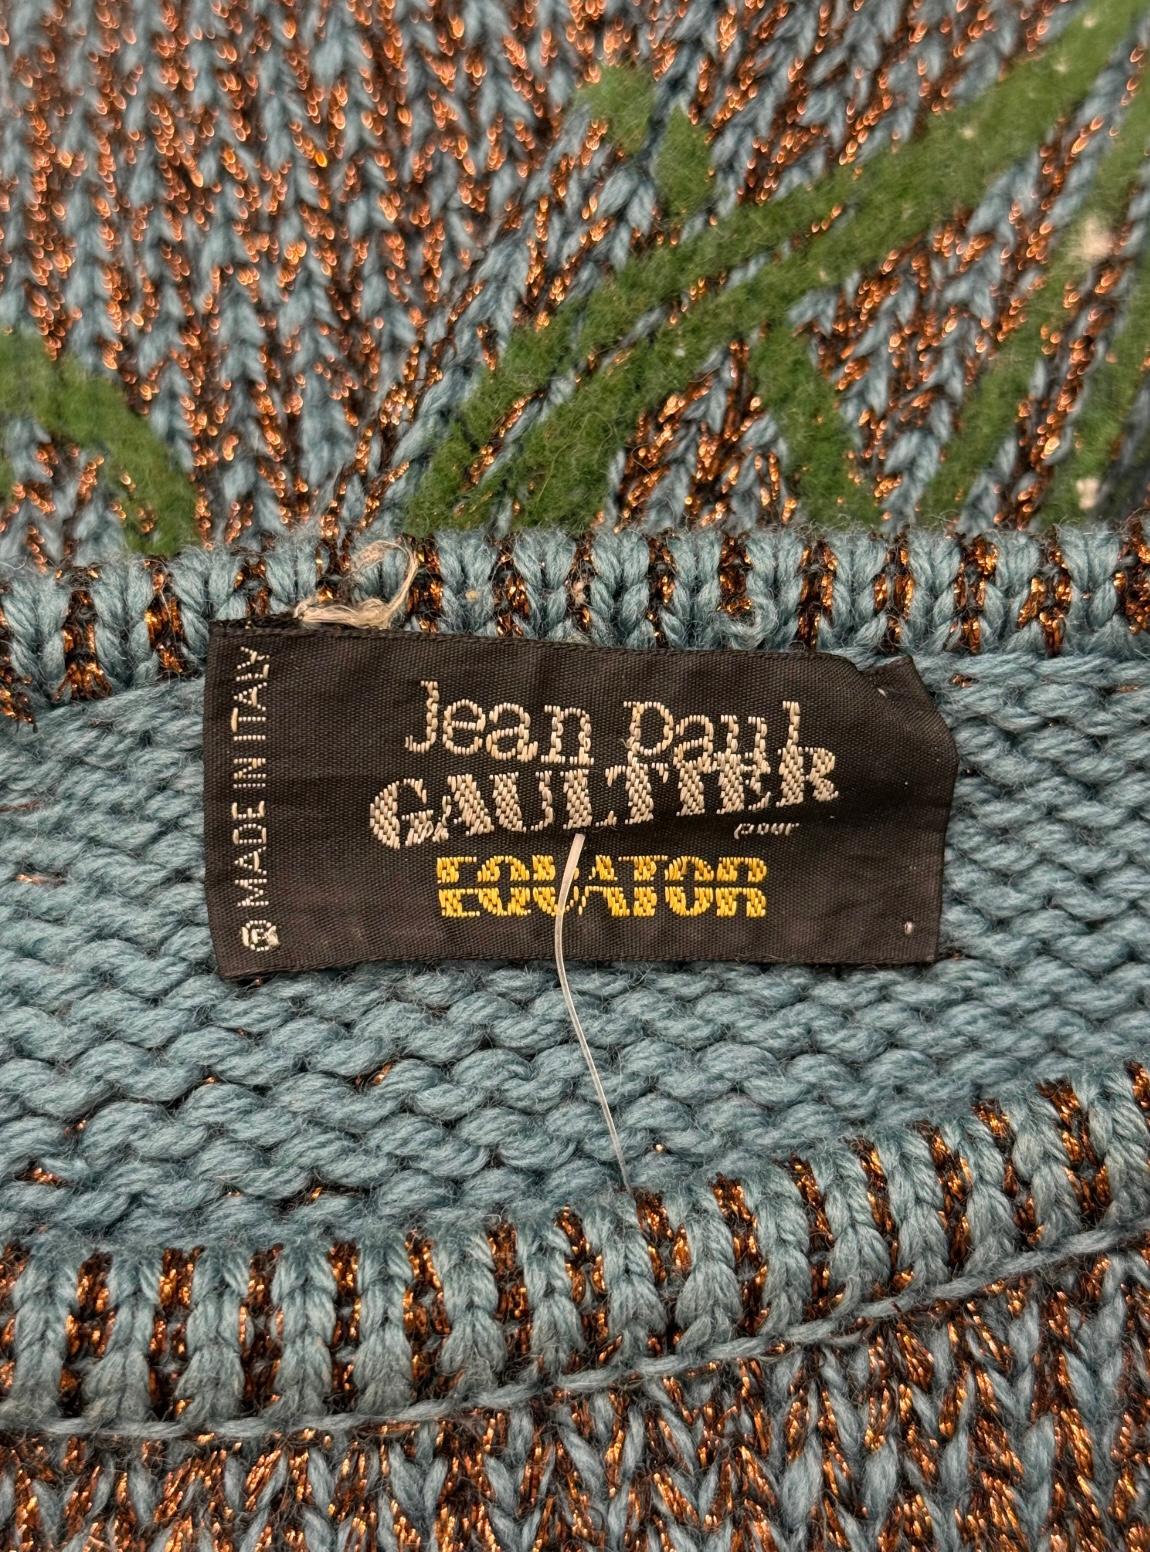 Jean Paul
GAULTIER
pour
EQUATOR
® MADE IN ITALY